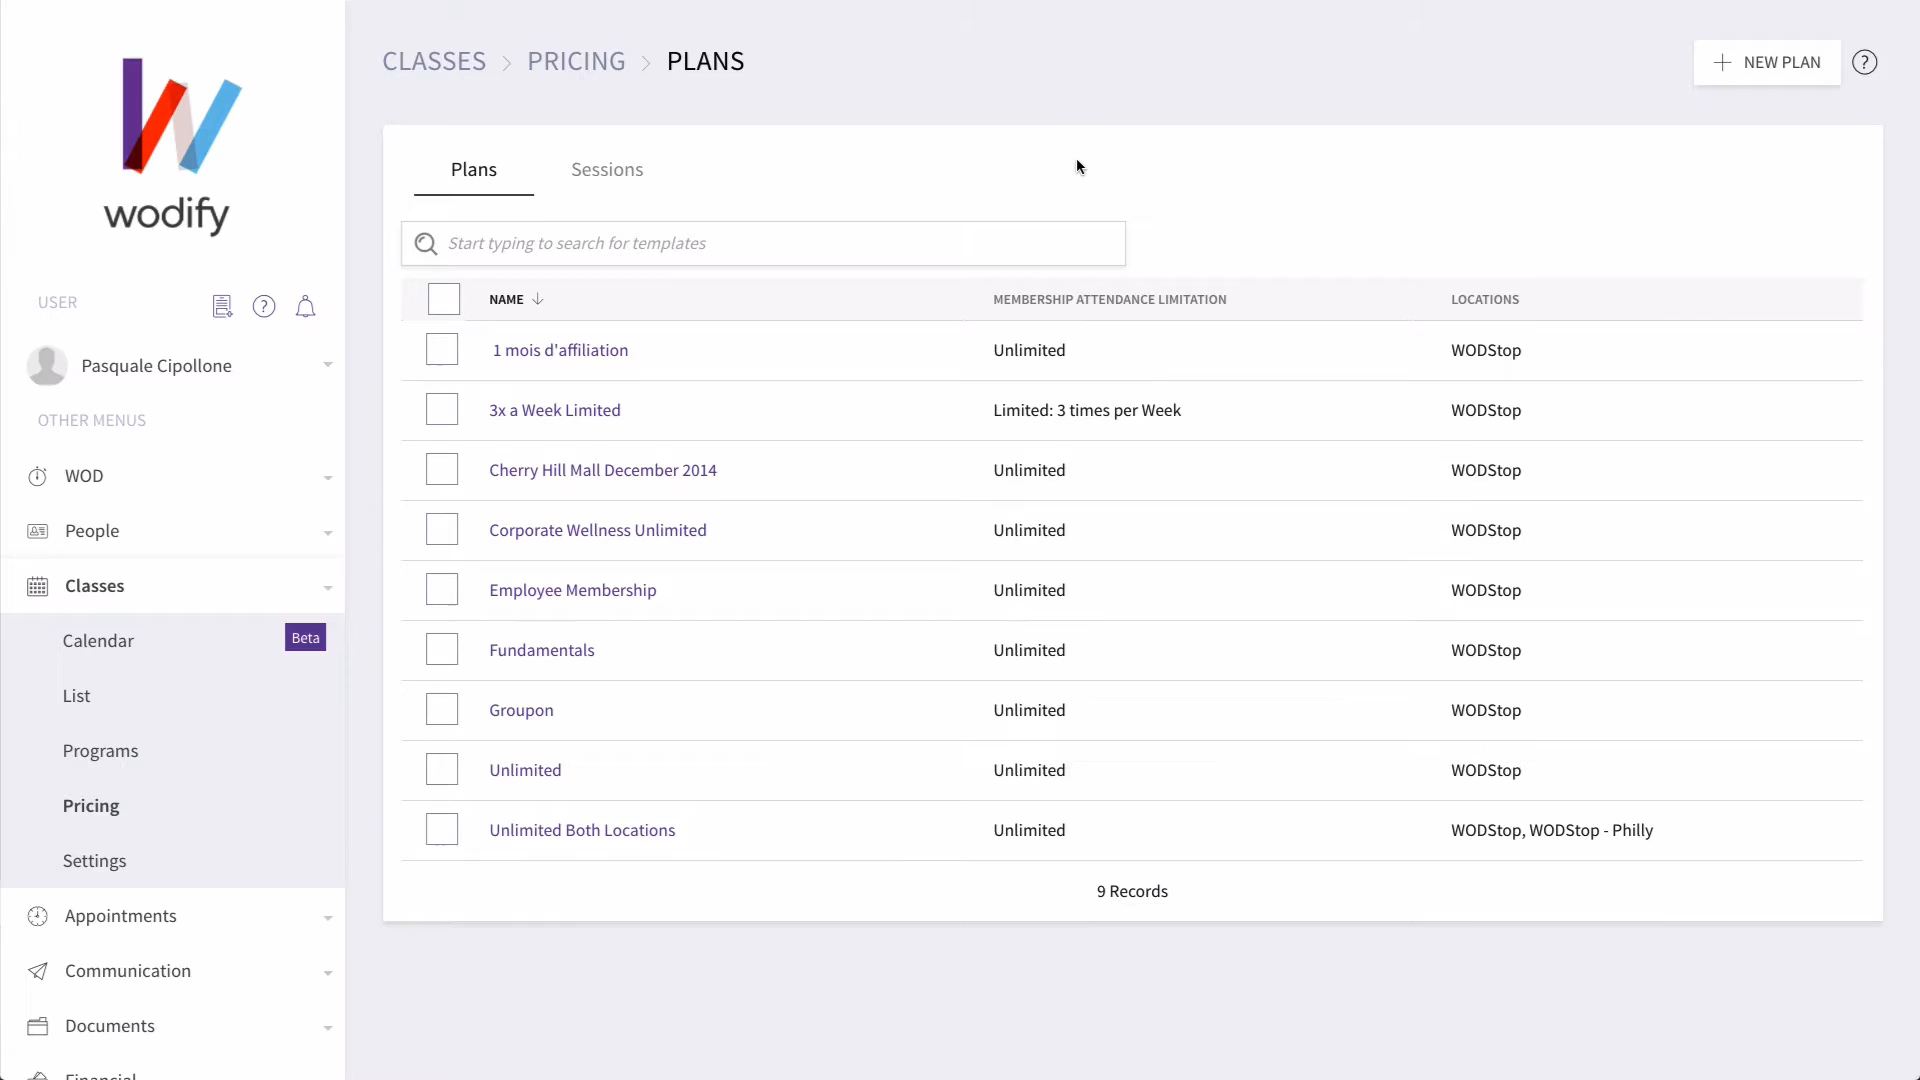 wodify
USER
Pasquale Cipollone
OTHER MENUS
WOD
People
Classes
Calendar
Beta
List
Programs
Pricing
Settings
Appointments
Communication
Documents
Financial
CLASSES > PRICING > PLANS
+ NEW PLAN ?
Plans Sessions
Start typing to search for templates
NAME ↓ MEMBERSHIP ATTENDANCE LIMITATION LOCATIONS
1 mois d'affiliation Unlimited WODStop
3x a Week Limited Limited: 3 times per Week WODStop
Cherry Hill Mall December 2014 Unlimited WODStop
Corporate Wellness Unlimited Unlimited WODStop
Employee Membership Unlimited WODStop
Fundamentals Unlimited WODStop
Groupon Unlimited WODStop
Unlimited Unlimited WODStop
Unlimited Both Locations Unlimited WODStop, WODStop - Philly
9 Records